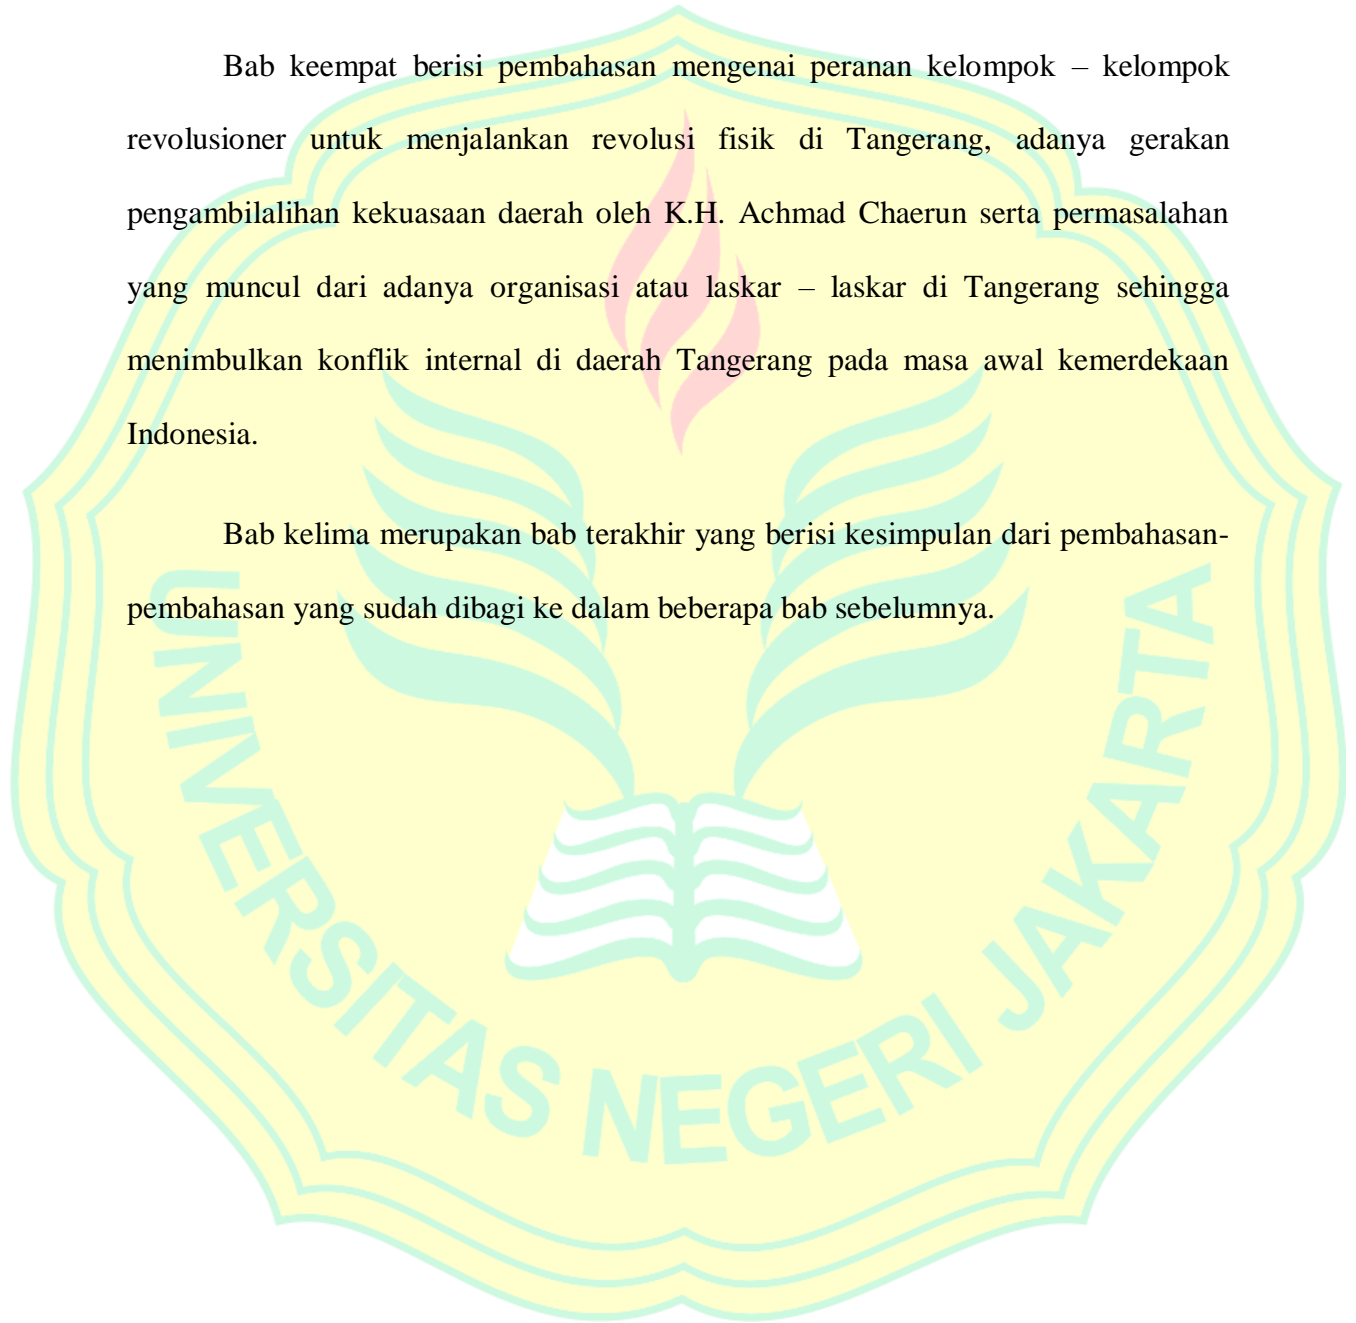 Bab keempat berisi pembahasan mengenai peranan kelompok – kelompok
revolusioner untuk menjalankan revolusi fisik di Tangerang, adanya gerakan
pengambilalihan kekuasaan daerah oleh K.H. Achmad Chaerun serta permasalahan
yang muncul dari adanya organisasi atau laskar – laskar di Tangerang sehingga
menimbulkan konflik internal di daerah Tangerang pada masa awal kemerdekaan
Indonesia.
Bab kelima merupakan bab terakhir yang berisi kesimpulan dari pembahasan-
pembahasan yang sudah dibagi ke dalam beberapa bab sebelumnya.
UNIVERSITAS NEGERI JAKARTA